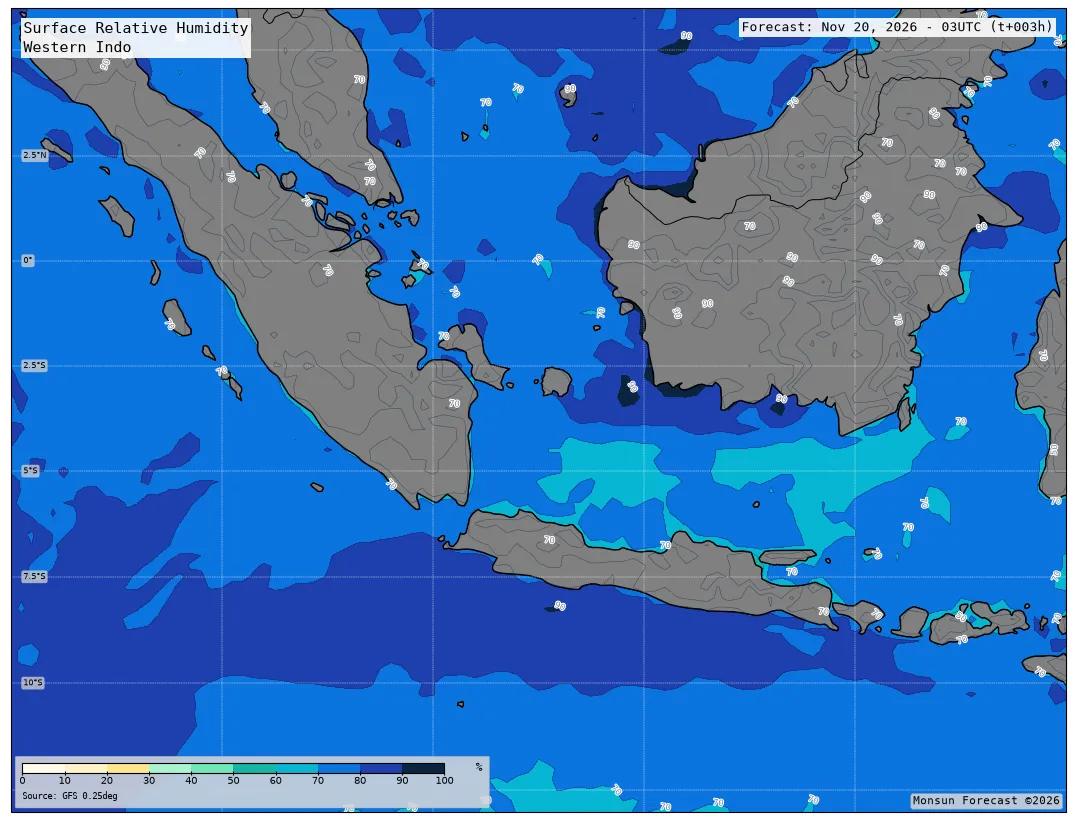 Surface Relative Humidity
Western Indo
Forecast: Nov 20, 2026 - 03UTC (t+003h)
2.5°N
0°
2.5°S
5°S
7.5°S
10°S
0 10 20 30 40 50 60 70 80 90 100
%
Source: GFS 0.25deg
Monsun Forecast ©2026